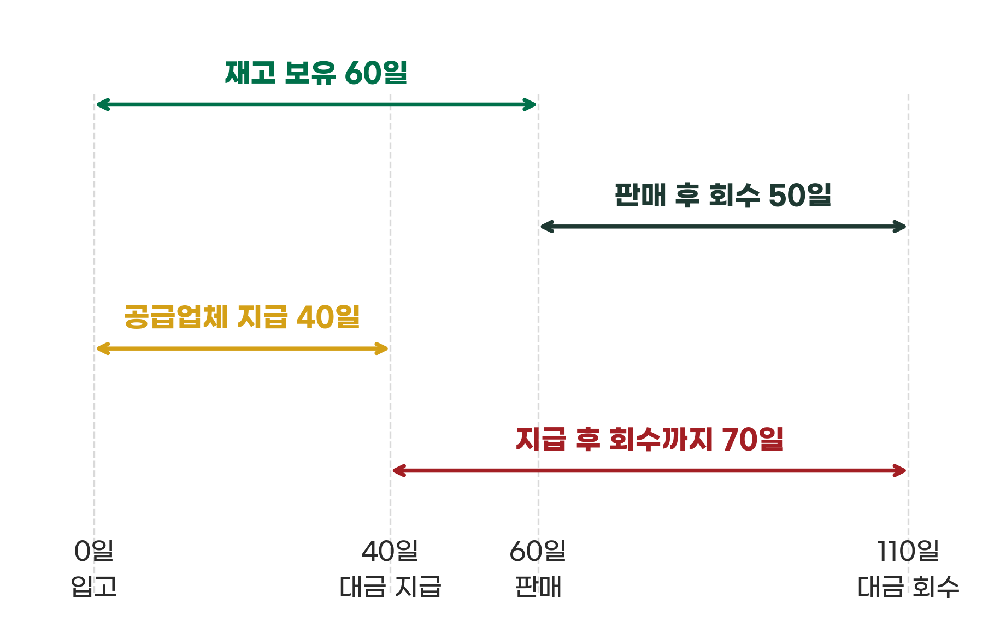 재고 보유 60일
판매 후 회수 50일
공급업체 지급 40일
지급 후 회수까지 70일
0일
입고
40일
대금 지급
60일
판매
110일
대금 회수